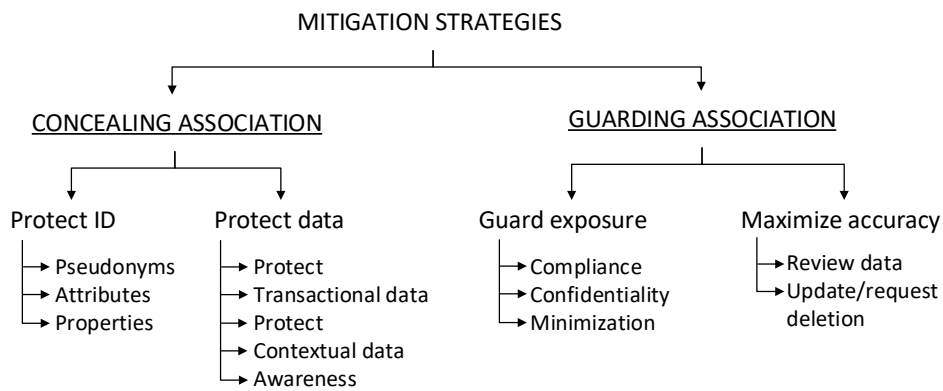 MITIGATION STRATEGIES
CONCEALING ASSOCIATION
GUARDING ASSOCIATION
Protect ID
Pseudonyms
Attributes
Properties
Protect data
Protect
Transactional data
Protect
Contextual data
Awareness
Guard exposure
Compliance
Confidentiality
Minimization
Maximize accuracy
Review data
Update/request
deletion